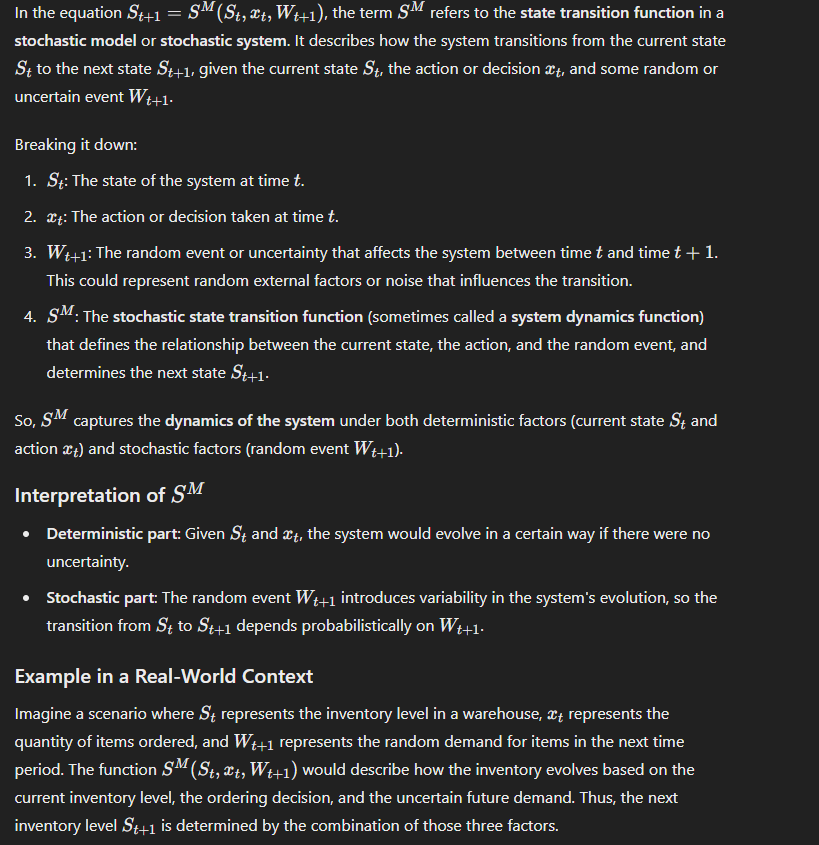 In the equation $S_{t+1} = S^M(S_t, x_t, W_{t+1})$, the term $S^M$ refers to the state transition function in a
stochastic model or stochastic system. It describes how the system transitions from the current state
$S_t$ to the next state $S_{t+1}$, given the current state $S_t$, the action or decision $x_t$, and some random or
uncertain event $W_{t+1}$.
Breaking it down:
1. $S_t$: The state of the system at time $t$.
2. $x_t$: The action or decision taken at time $t$.
3. $W_{t+1}$: The random event or uncertainty that affects the system between time $t$ and time $t + 1$.
This could represent random external factors or noise that influences the transition.
4. $S^M$: The stochastic state transition function (sometimes called a system dynamics function)
that defines the relationship between the current state, the action, and the random event, and
determines the next state $S_{t+1}$.
So, $S^M$ captures the dynamics of the system under both deterministic factors (current state $S_t$ and
action $x_t$) and stochastic factors (random event $W_{t+1}$).
Interpretation of $S^M$
• Deterministic part: Given $S_t$ and $x_t$, the system would evolve in a certain way if there were no
uncertainty.
• Stochastic part: The random event $W_{t+1}$ introduces variability in the system's evolution, so the
transition from $S_t$ to $S_{t+1}$ depends probabilistically on $W_{t+1}$.
Example in a Real-World Context
Imagine a scenario where $S_t$ represents the inventory level in a warehouse, $x_t$ represents the
quantity of items ordered, and $W_{t+1}$ represents the random demand for items in the next time
period. The function $S^M(S_t, x_t, W_{t+1})$ would describe how the inventory evolves based on the
current inventory level, the ordering decision, and the uncertain future demand. Thus, the next
inventory level $S_{t+1}$ is determined by the combination of those three factors.